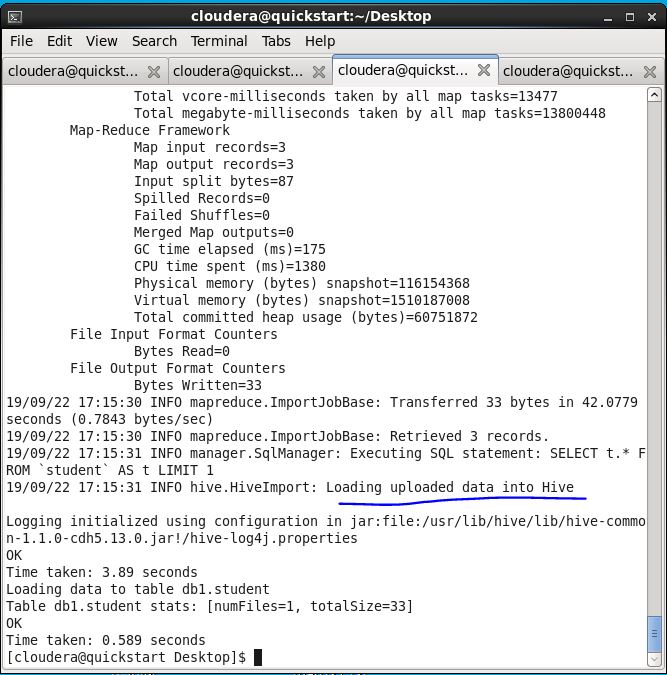 cloudera@quickstart:~/Desktop
File Edit View Search Terminal Tabs Help
cloudera@quickst... cloudera@quickst... cloudera@quickst... cloudera@quickst...
Total vcore-milliseconds taken by all map tasks=13477
Total megabyte-milliseconds taken by all map tasks=13800448
Map-Reduce Framework
Map input records=3
Map output records=3
Input split bytes=87
Spilled Records=0
Failed Shuffles=0
Merged Map outputs=0
GC time elapsed (ms)=175
CPU time spent (ms)=1380
Physical memory (bytes) snapshot=116154368
Virtual memory (bytes) snapshot=1510187008
Total committed heap usage (bytes)=60751872
File Input Format Counters
Bytes Read=0
File Output Format Counters
Bytes Written=33
19/09/22 17:15:30 INFO mapreduce.ImportJobBase: Transferred 33 bytes in 42.0779
seconds (0.7843 bytes/sec)
19/09/22 17:15:30 INFO mapreduce.ImportJobBase: Retrieved 3 records.
19/09/22 17:15:31 INFO manager.SqlManager: Executing SQL statement: SELECT t.* F
ROM `student` AS t LIMIT 1
19/09/22 17:15:31 INFO hive.HiveImport: Loading uploaded data into Hive
Logging initialized using configuration in jar:file:/usr/lib/hive/lib/hive-commo
n-1.1.0-cdh5.13.0.jar!/hive-log4j.properties
OK
Time taken: 3.89 seconds
Loading data to table db1.student
Table db1.student stats: [numFiles=1, totalSize=33]
OK
Time taken: 0.589 seconds
[cloudera@quickstart Desktop]$